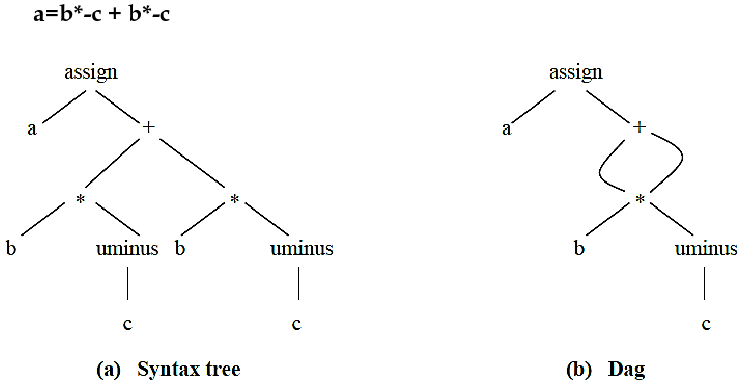 a=b*-c + b*-c
assign assign
a + a +
* * *
b uminus b uminus b uminus
c c c
(a) Syntax tree (b) Dag